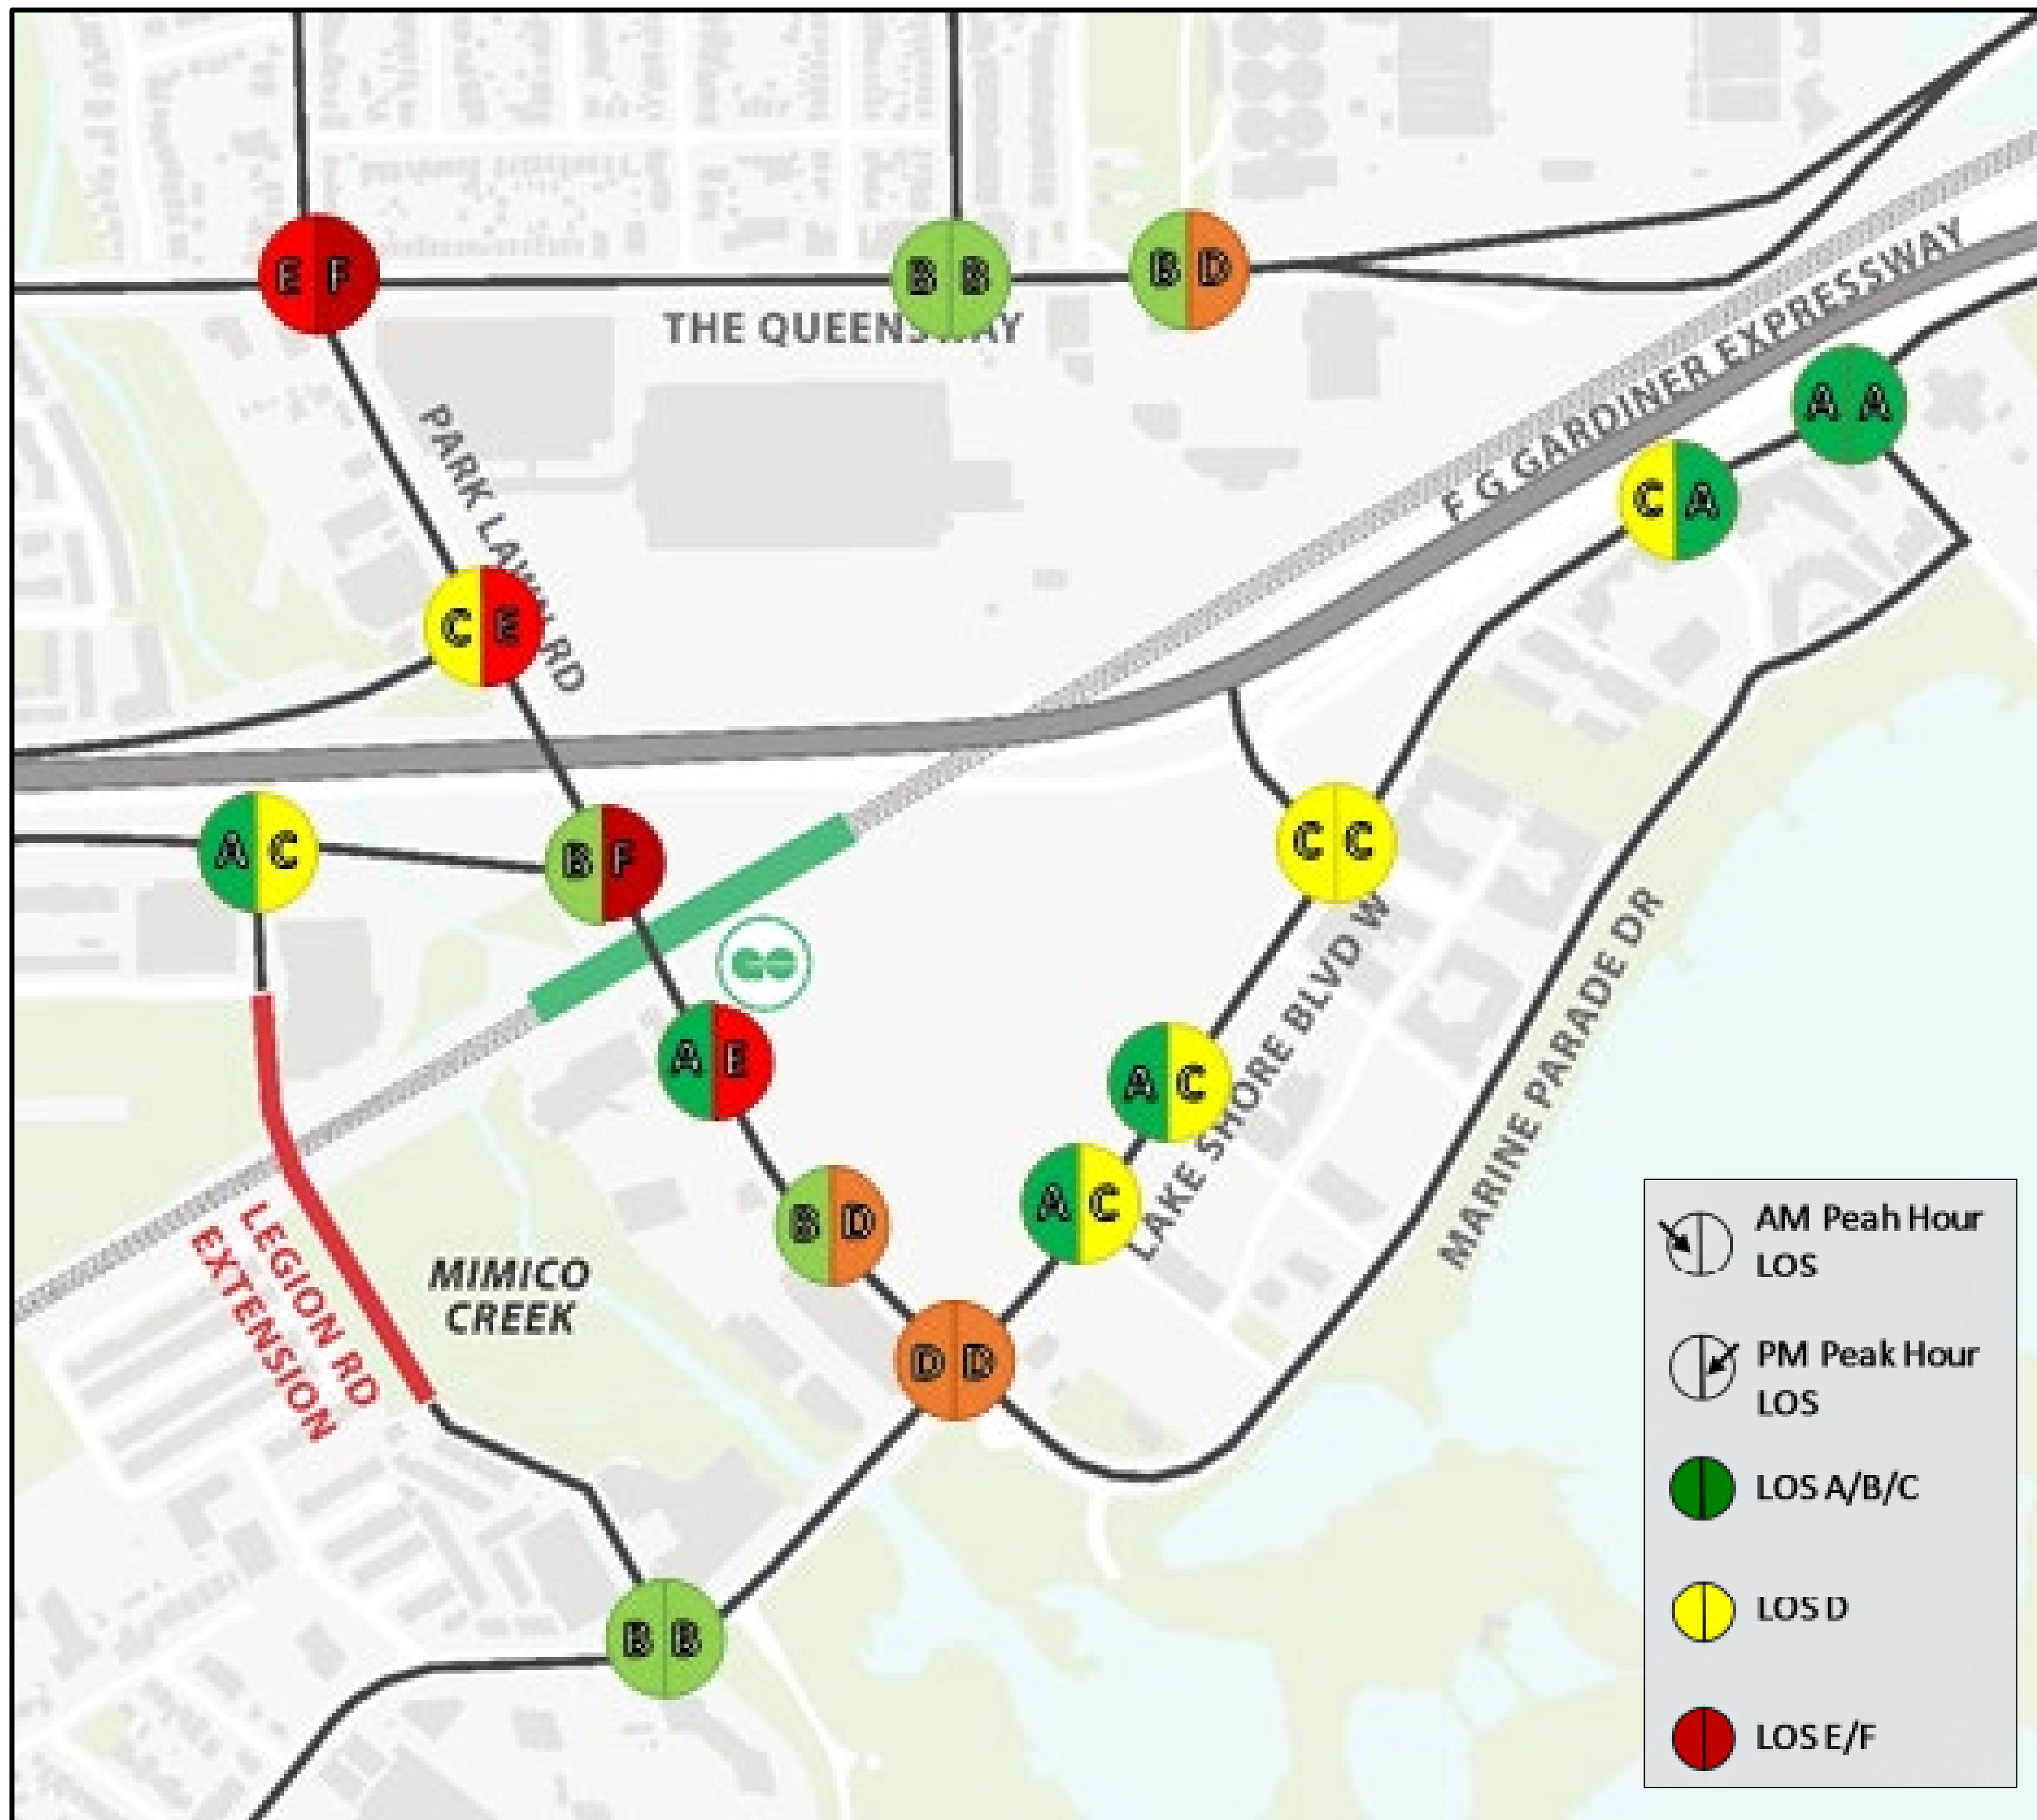 E F
B B
B D
THE QUEENSWAY
F G GARDINER EXPRESSWAY
A A
C A
PARK LAWN RD
C E
A C
B F
C C
A E
A C
LAKE SHORE BLVD W
MARINE PARADE DR
A C
B D
LEGION RD
EXTENSION
MIMICO
CREEK
D D
B B
AM Peah Hour
LOS
PM Peak Hour
LOS
LOS A/B/C
LOS D
LOS E/F